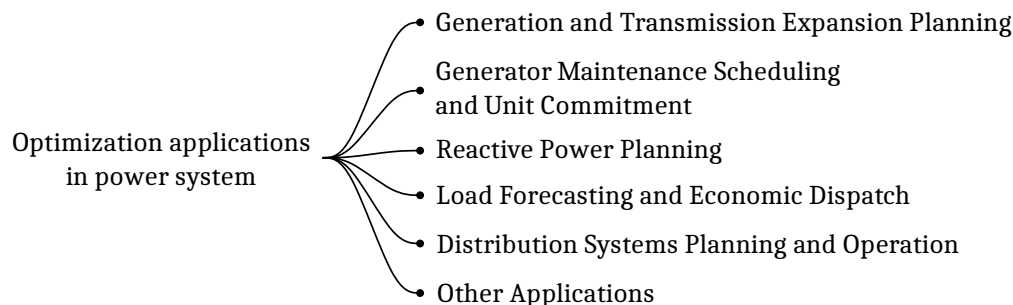 Optimization applications
in power system
Generation and Transmission Expansion Planning
Generator Maintenance Scheduling
and Unit Commitment
Reactive Power Planning
Load Forecasting and Economic Dispatch
Distribution Systems Planning and Operation
Other Applications